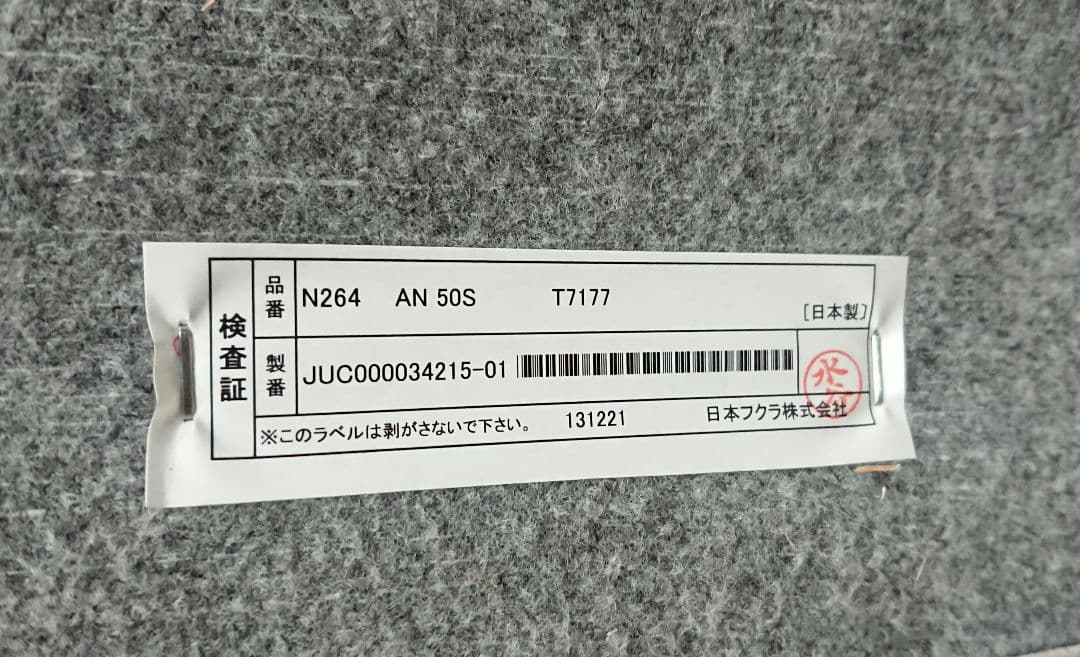 検査証
品番 N264 AN 50S T7177
[日本製]
製番 JUC000034215-01
※このラベルは剥がさないで下さい。 131221 日本フクラ株式会社